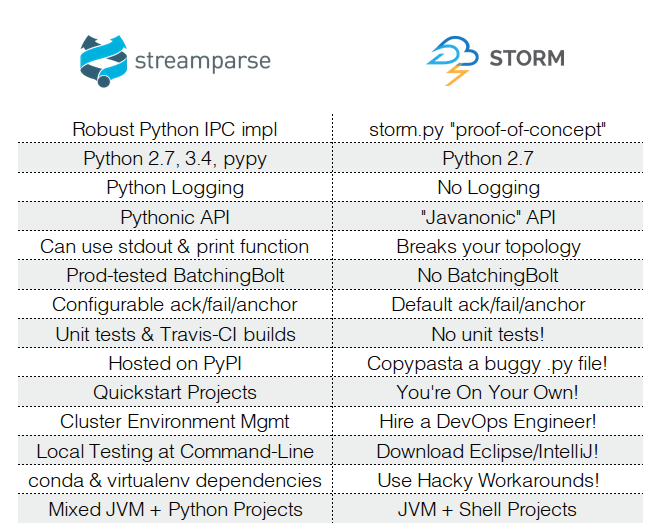 streamparse STORM
Robust Python IPC impl storm.py "proof-of-concept"
Python 2.7, 3.4, pypy Python 2.7
Python Logging No Logging
Pythonic API "Javanonic" API
Can use stdout & print function Breaks your topology
Prod-tested BatchingBolt No BatchingBolt
Configurable ack/fail/anchor Default ack/fail/anchor
Unit tests & Travis-CI builds No unit tests!
Hosted on PyPI Copypasta a buggy .py file!
Quickstart Projects You're On Your Own!
Cluster Environment Mgmt Hire a DevOps Engineer!
Local Testing at Command-Line Download Eclipse/IntelliJ!
conda & virtualenv dependencies Use Hacky Workarounds!
Mixed JVM + Python Projects JVM + Shell Projects